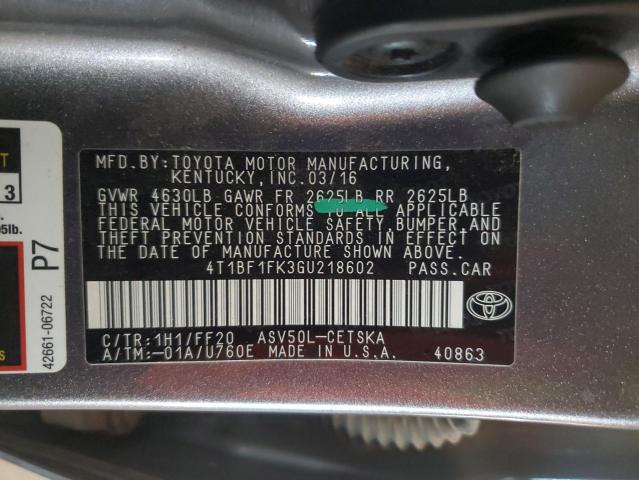 MFD.BY:TOYOTA MOTOR MANUFACTURING,
KENTUCKY, INC.03/16
GVWR 4630LB GAWR FR 2625LB RR 2625LB
THIS VEHICLE CONFORMS TO ALL APPLICABLE
FEDERAL MOTOR VEHICLE SAFETY,BUMPER,AND
THEFT PREVENTION STANDARDS IN EFFECT ON
THE DATE OF MANUFACTURE SHOWN ABOVE.
4T1BF1FK3GU218602 PASS.CAR
C/TR:1H1/FF20 ASV50L-CETSKA
A/TM:-01A/U760E MADE IN U.S.A. 40863
TOYOTA
P7
42661-06722
3
5lb.